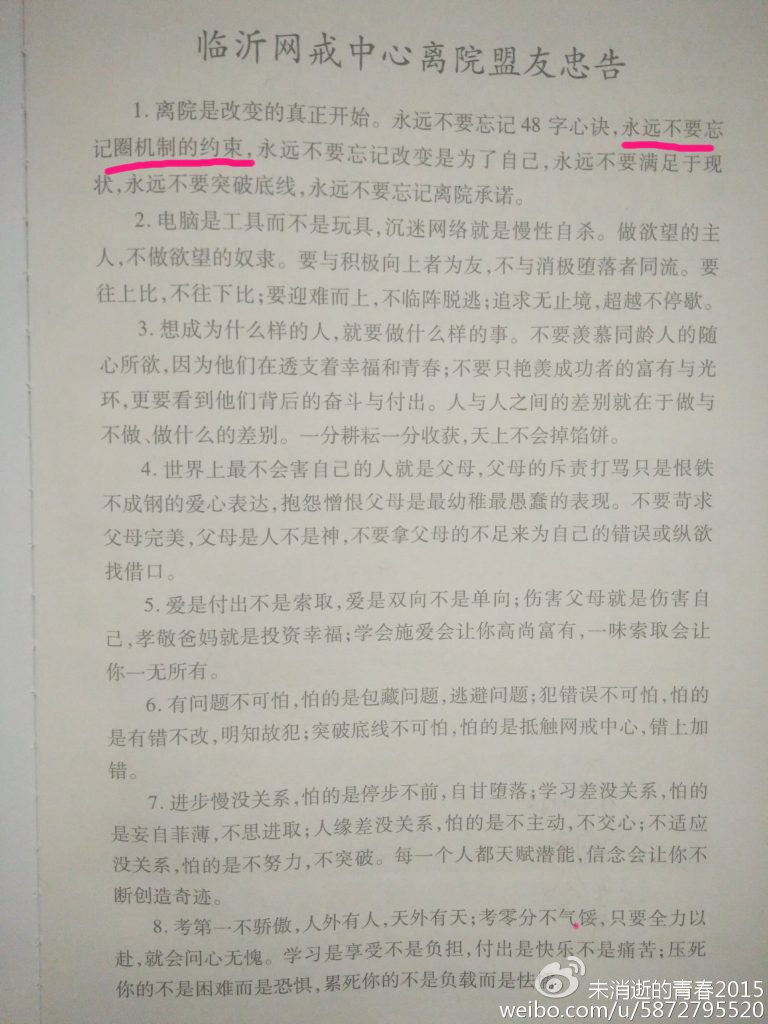 临沂网戒中心离院盟友忠告
1. 离院是改变的真正开始。永远不要忘记48字心诀,永远不要忘
记圈机制的约束,永远不要忘记改变是为了自己,永远不要满足于现
状,永远不要突破底线,永远不要忘记离院承诺。
2. 电脑是工具而不是玩具,沉迷网络就是慢性自杀。做欲望的主
人,不做欲望的奴隶。要与积极向上者为友,不与消极堕落者同流。要
往上比,不往下比;要迎难而上,不临阵脱逃;追求无止境,超越不停歇。
3. 想成为什么样的人,就要做什么样的事。不要羡慕同龄人的随
心所欲,因为他们在透支着幸福和青春;不要只艳羡成功者的富有与光
环,更要看到他们背后的奋斗与付出。人与人之间的差别就在于做与
不做、做什么的差别。一分耕耘一分收获,天上不会掉馅饼。
4. 世界上最不会害自己的人就是父母,父母的斥责打骂只是恨铁
不成钢的爱心表达,抱怨憎恨父母是最幼稚最愚蠢的表现。不要苛求
父母完美,父母是人不是神,不要拿父母的不足来为自己的错误或纵欲
找借口。
5. 爱是付出不是索取,爱是双向不是单向;伤害父母就是伤害自
己,孝敬爸妈就是投资幸福;学会施爱会让你高尚富有,一味索取会让
你一无所有。
6. 有问题不可怕,怕的是包藏问题,逃避问题;犯错误不可怕,怕的
是有错不改,明知故犯;突破底线不可怕,怕的是抵触网戒中心,错上加
错。
7. 进步慢没关系,怕的是停步不前,自甘堕落;学习差没关系,怕的
是妄自菲薄,不思进取;人缘差没关系,怕的是不主动,不交心;不适应
没关系,怕的是不努力,不突破。每一个人都天赋潜能,信念会让你不
断创造奇迹。
8. 考第一不骄傲,人外有人,天外有天;考零分不气馁,只要全力以
赴,就会问心无愧。学习是享受不是负担,付出是快乐不是痛苦;压死
你的不是困难而是恐惧,累死你的不是负载而是怯
未消逝的青春2015
weibo.com/u/5872795520